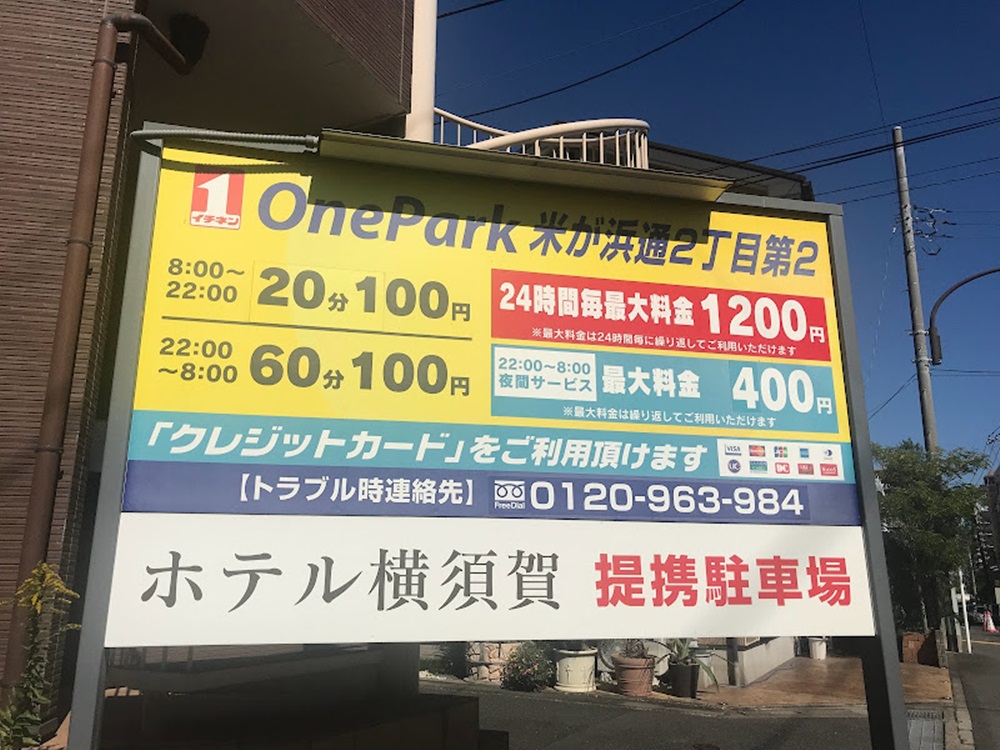 1
イチネン
OnePark 米が浜通2丁目第2
8:00～
22:00
20分100円
22:00
～8:00
60分100円
24時間毎最大料金1200円
※最大料金は24時間毎に繰り返してご利用いただけます
22:00～8:00
夜間サービス
最大料金 400円
※最大料金は繰り返してご利用いただけます
「クレジットカード」をご利用頂けます
VISA
JCB
UC
【トラブル時連絡先】
FreeDial
0120-963-984
ホテル横須賀 提携駐車場